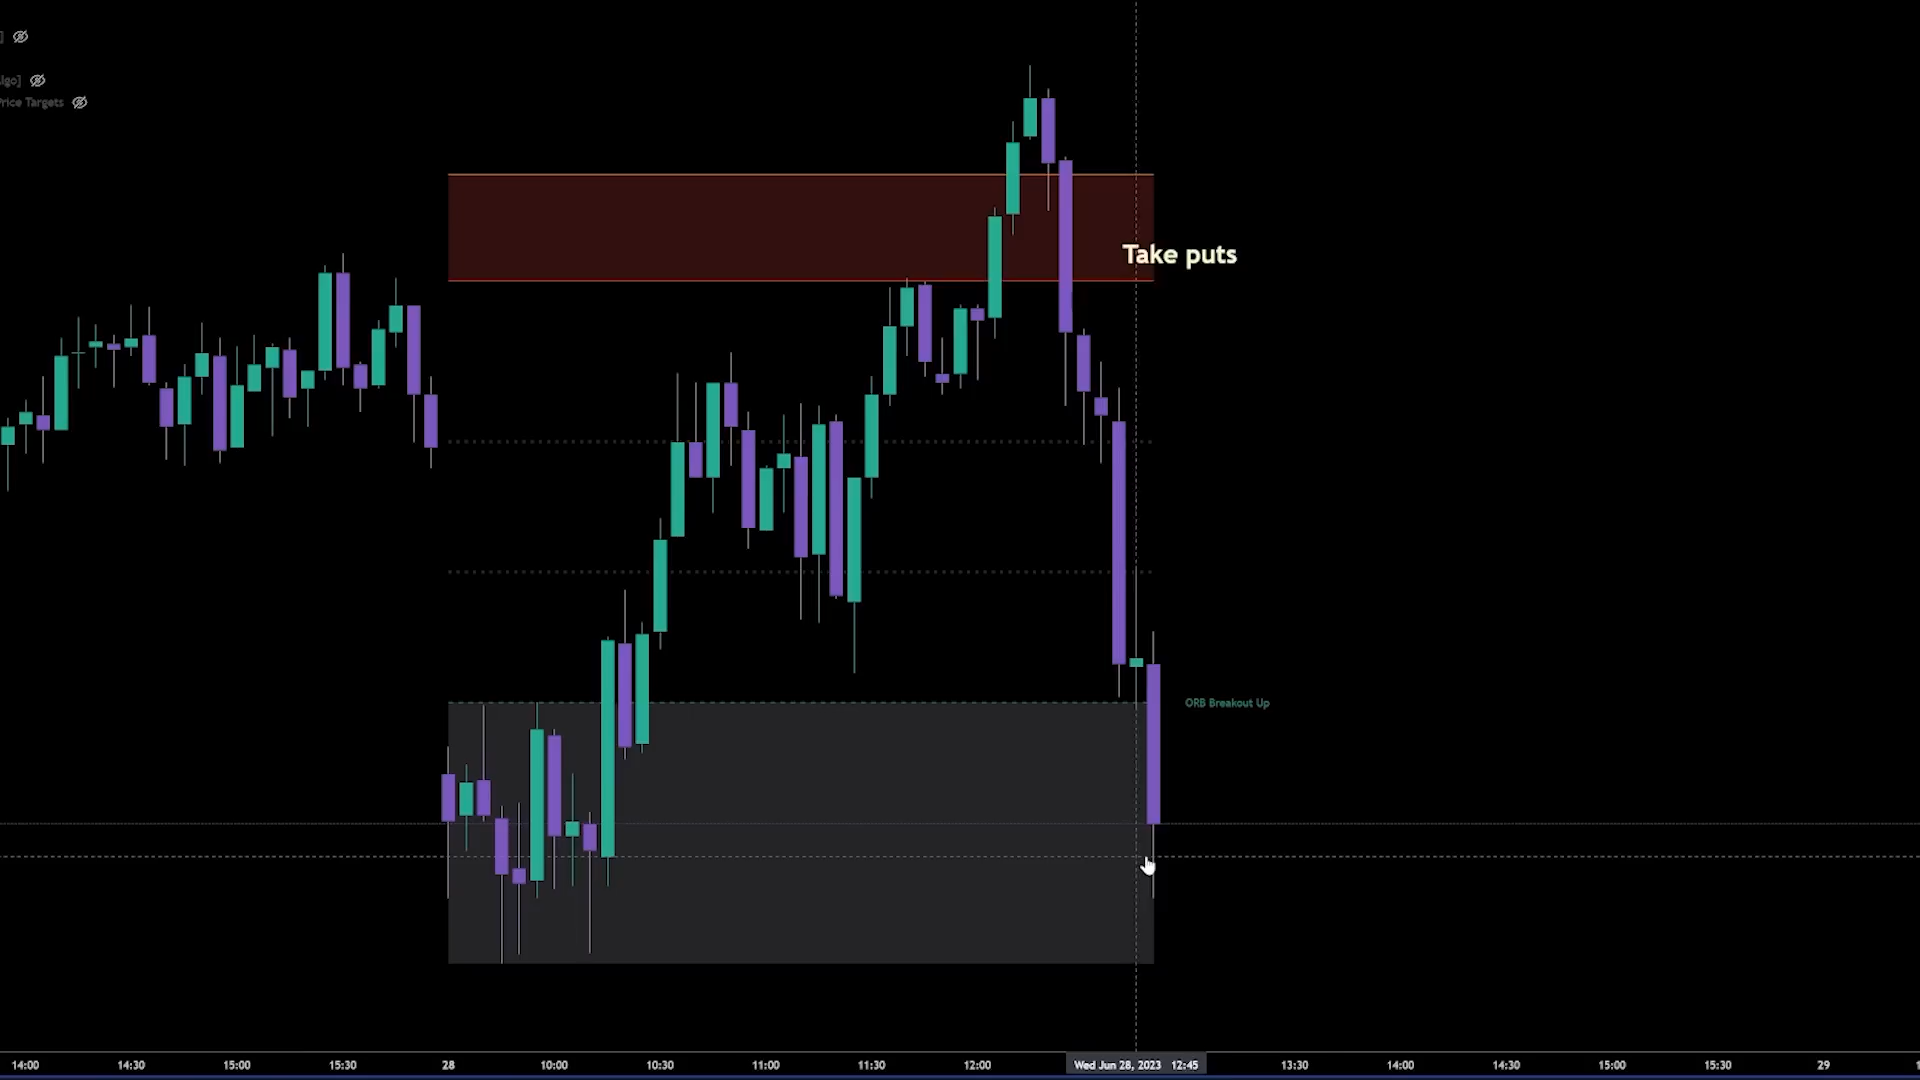 ]
lgo]
Price Targets
Take puts
ORB Breakout Up
14:00 14:30 15:00 15:30 28 10:00 10:30 11:00 11:30 12:00 Wed Jun 28, 2023 12:45 13:30 14:00 14:30 15:00 15:30 29